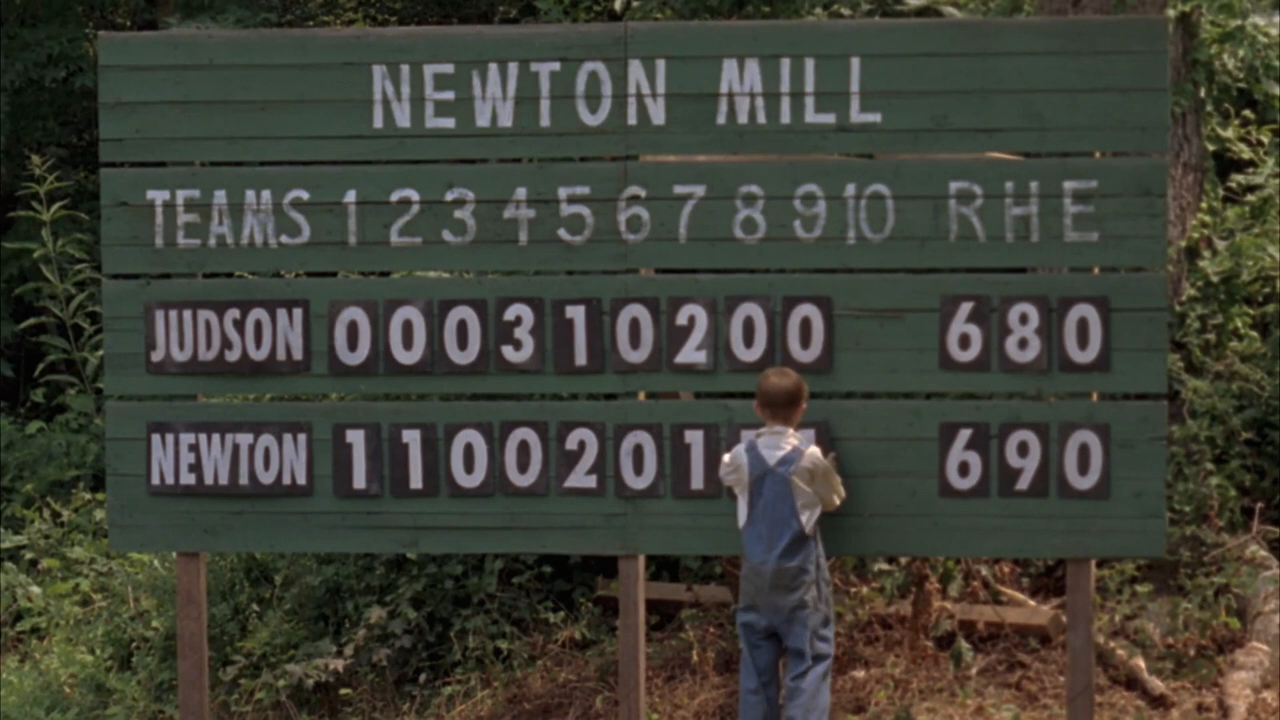 NEWTON MILL
TEAMS 1 2 3 4 5 6 7 8 9 10 R H E
JUDSON 0 0 0 3 1 0 2 0 0 6 8 0
NEWTON 1 1 0 0 2 0 1 6 9 0